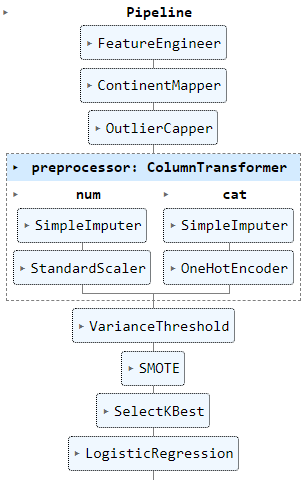 Pipeline
FeatureEngineer
ContinentMapper
OutlierCapper
preprocessor: ColumnTransformer
num
cat
SimpleImputer
SimpleImputer
StandardScaler
OneHotEncoder
VarianceThreshold
SMOTE
SelectKBest
LogisticRegression